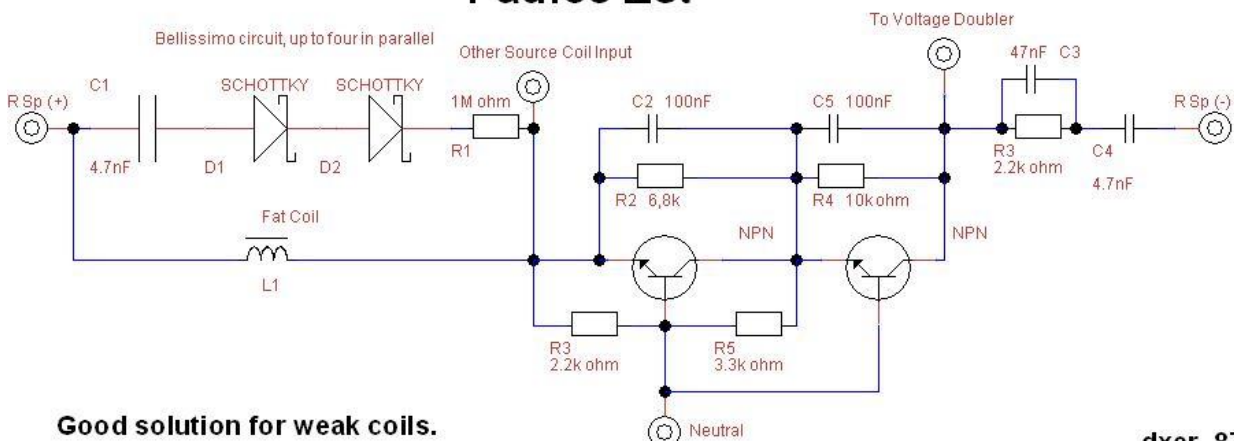 To Voltage Doubler
Bellissimo circuit, up to four in parallel
Other Source Coil Input
47nF C3
C1
SCHOTTKY
SCHOTTKY
R Sp (+)
1M ohm
C2 100nF
C5 100nF
R Sp (-)
4.7nF
D1
D2
R1
R3
2.2k ohm
C4
4.7nF
R2 6,8k
R4 10k ohm
Fat Coil
NPN
NPN
L1
R3
2.2k ohm
R5
3.3k ohm
Good solution for weak coils.
Neutral